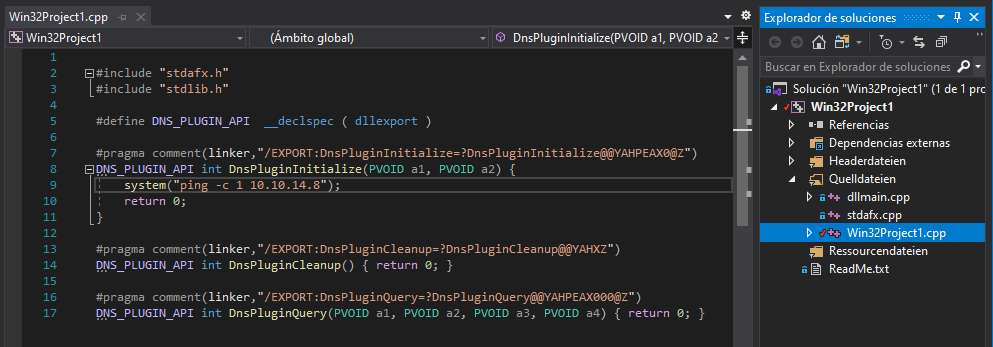 Win32Project1.cpp
Win32Project1
(Ámbito global)
DnsPluginInitialize(PVOID a1, PVOID a2
1
2 #include "stdafx.h"
3 #include "stdlib.h"
4
5 #define DNS_PLUGIN_API __declspec ( dllexport )
6
7 #pragma comment(linker,"/EXPORT:DnsPluginInitialize=?DnsPluginInitialize@@YAHPEAX0@Z")
8 DNS_PLUGIN_API int DnsPluginInitialize(PVOID a1, PVOID a2) {
9 system("ping -c 1 10.10.14.8");
10 return 0;
11 }
12
13 #pragma comment(linker,"/EXPORT:DnsPluginCleanup=?DnsPluginCleanup@@YAHXZ")
14 DNS_PLUGIN_API int DnsPluginCleanup() { return 0; }
15
16 #pragma comment(linker,"/EXPORT:DnsPluginQuery=?DnsPluginQuery@@YAHPEAX000@Z")
17 DNS_PLUGIN_API int DnsPluginQuery(PVOID a1, PVOID a2, PVOID a3, PVOID a4) { return 0; }
Explorador de soluciones
Buscar en Explorador de soluciones
Solución "Win32Project1" (1 de 1 pro
Win32Project1
Referencias
Dependencias externas
Headerdateien
Quelldateien
dllmain.cpp
stdafx.cpp
Win32Project1.cpp
Ressourcendateien
ReadMe.txt